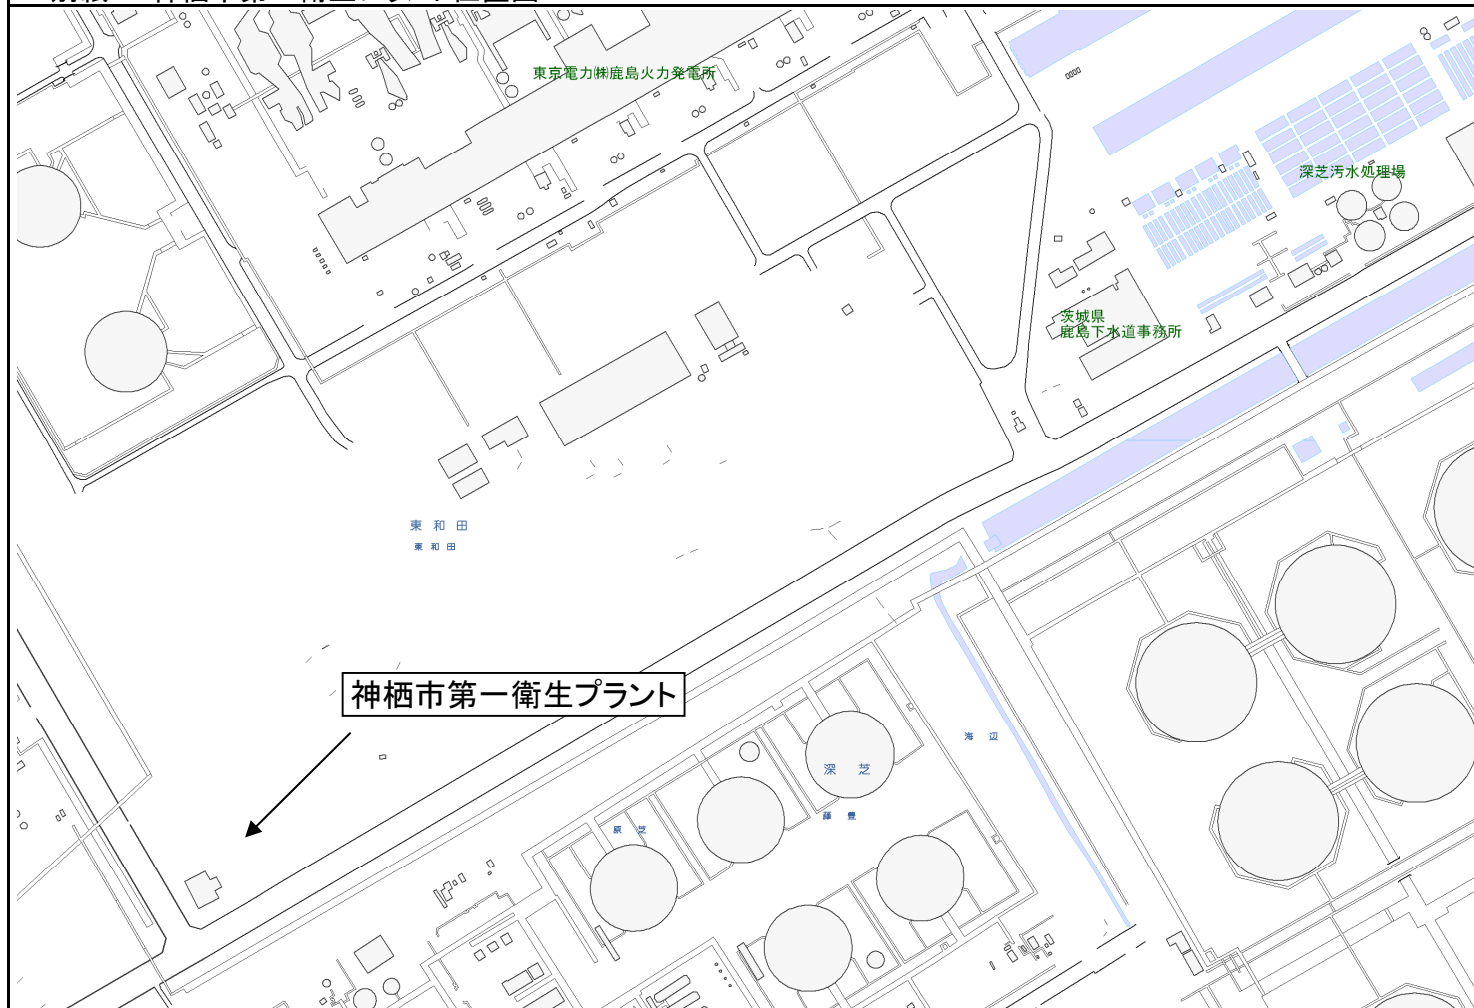 東京電力㈱鹿島火力発電所
深芝汚水処理場
茨城県
鹿島下水道事務所
東和田
東和田
神栖市第一衛生プラント
海辺
深芝
藤豊
原芝